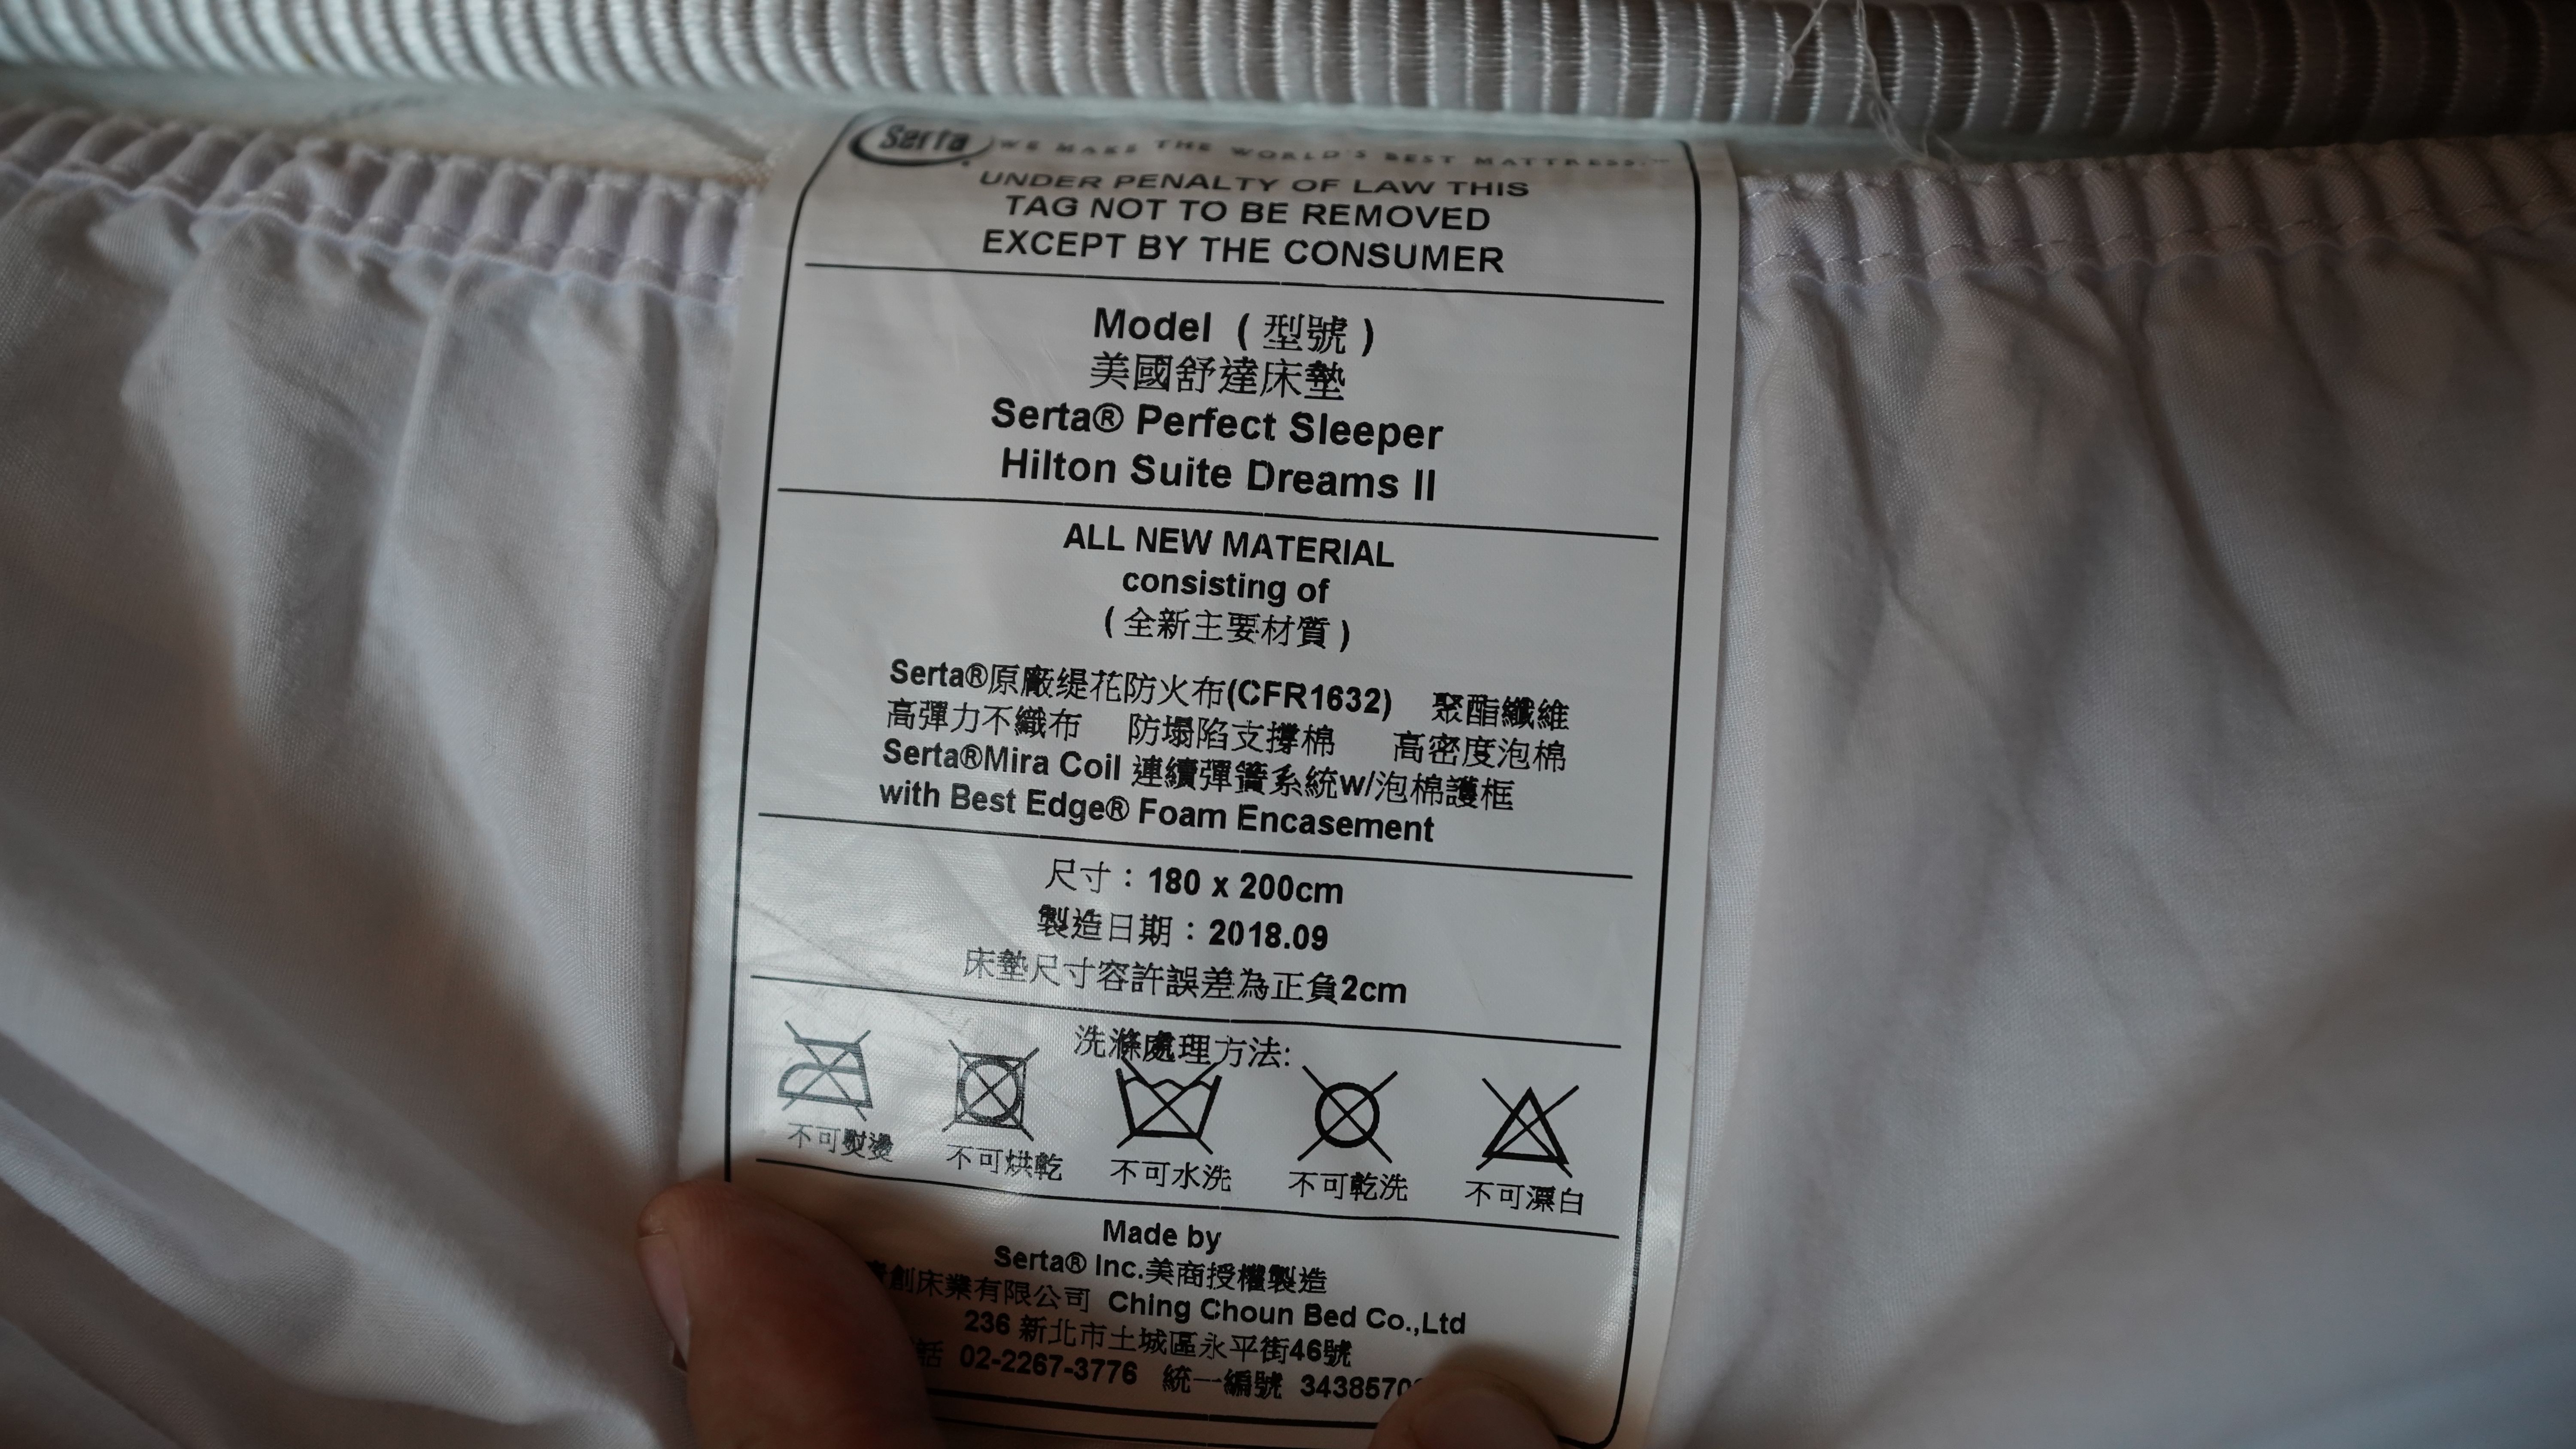 Serta WE MAKE THE WORLD'S BEST MATTRESS.™
UNDER PENALTY OF LAW THIS
TAG NOT TO BE REMOVED
EXCEPT BY THE CONSUMER
Model (型號)
美國舒達床墊
Serta® Perfect Sleeper
Hilton Suite Dreams II
ALL NEW MATERIAL
consisting of
(全新主要材質)
Serta®原廠緹花防火布(CFR1632) 聚酯纖維
高彈力不織布 防塌陷支撐棉 高密度泡棉
Serta®Mira Coil 連續彈簧系統w/泡棉護框
with Best Edge® Foam Encasement
尺寸：180 x 200cm
製造日期：2018.09
床墊尺寸容許誤差為正負2cm
洗滌處理方法:
不可熨燙 不可烘乾 不可水洗 不可乾洗 不可漂白
Made by
Serta® Inc.美商授權製造
創床業有限公司 Ching Choun Bed Co.,Ltd
236 新北市土城區永平街46號
話 02-2267-3776 統一編號 3438570